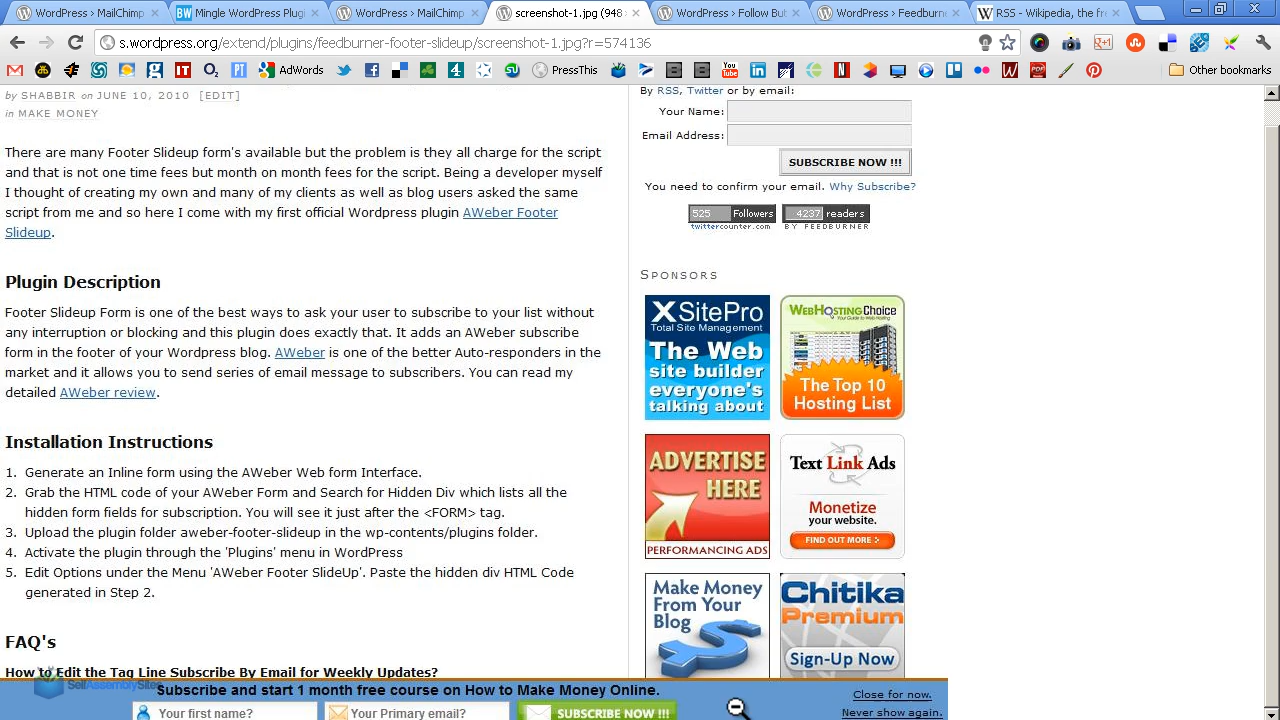 WordPress › MailChimp
Mingle WordPress Plugi
WordPress › MailChimp
screenshot-1.jpg (948
WordPress › Follow But
WordPress › Feedburne
RSS - Wikipedia, the fre
s.wordpress.org/extend/plugins/feedburner-footer-slideup/screenshot-1.jpg?r=574136
AdWords
PressThis
Other bookmarks
by SHABBIR on JUNE 10, 2010 [EDIT]
in MAKE MONEY
There are many Footer Slideup form's available but the problem is they all charge for the script
and that is not one time fees but month on month fees for the script. Being a developer myself
I thought of creating my own and many of my clients as well as blog users asked the same
script from me and so here I come with my first official Wordpress plugin AWeber Footer
Slideup.
Plugin Description
Footer Slideup Form is one of the best ways to ask your user to subscribe to your list without
any interruption or blocking and this plugin does exactly that. It adds an AWeber subscribe
form in the footer of your Wordpress blog. AWeber is one of the better Auto-responders in the
market and it allow you to send series of email message to subscribers. You can read my
detailed AWeber review.
Installation Instructions
1. Generate an Inline form using the AWeber Web form Interface.
2. Grab the HTML code of your AWeber Form and Search for Hidden Div which lists all the
hidden form fields for subscription. You will see it just after the <FORM> tag.
3. Upload the plugin folder aweber-footer-slideup in the wp-contents/plugins folder.
4. Activate the plugin through the 'Plugins' menu in WordPress
5. Edit Options under the Menu 'AWeber Footer SlideUp'. Paste the hidden div HTML Code
generated in Step 2.
FAQ's
How to Edit the Tag Line Subscribe By Email for Weekly Updates?
By RSS, Twitter or by email:
Your Name:
Email Address:
SUBSCRIBE NOW !!!
You need to confirm your email. Why Subscribe?
525 Followers
twittercounter.com
4237 readers
BY FEEDBURNER
SPONSORS
XSitePro
Total Site Management
The Web
site builder
everyone's
talking about
WEBHOSTING CHOICE
Your Guide to Web Hosting
The Top 10
Hosting List
ADVERTISE
HERE
PERFORMANCING ADS
Text Link Ads
Monetize
your website.
FIND OUT MORE >
Make Money
From Your
Blog
Chitika
Premium
Sign-Up Now
SelfAssemblySites
Subscribe and start 1 month free course on How to Make Money Online.
Your first name?
Your Primary email?
SUBSCRIBE NOW !!!
Close for now.
Never show again.